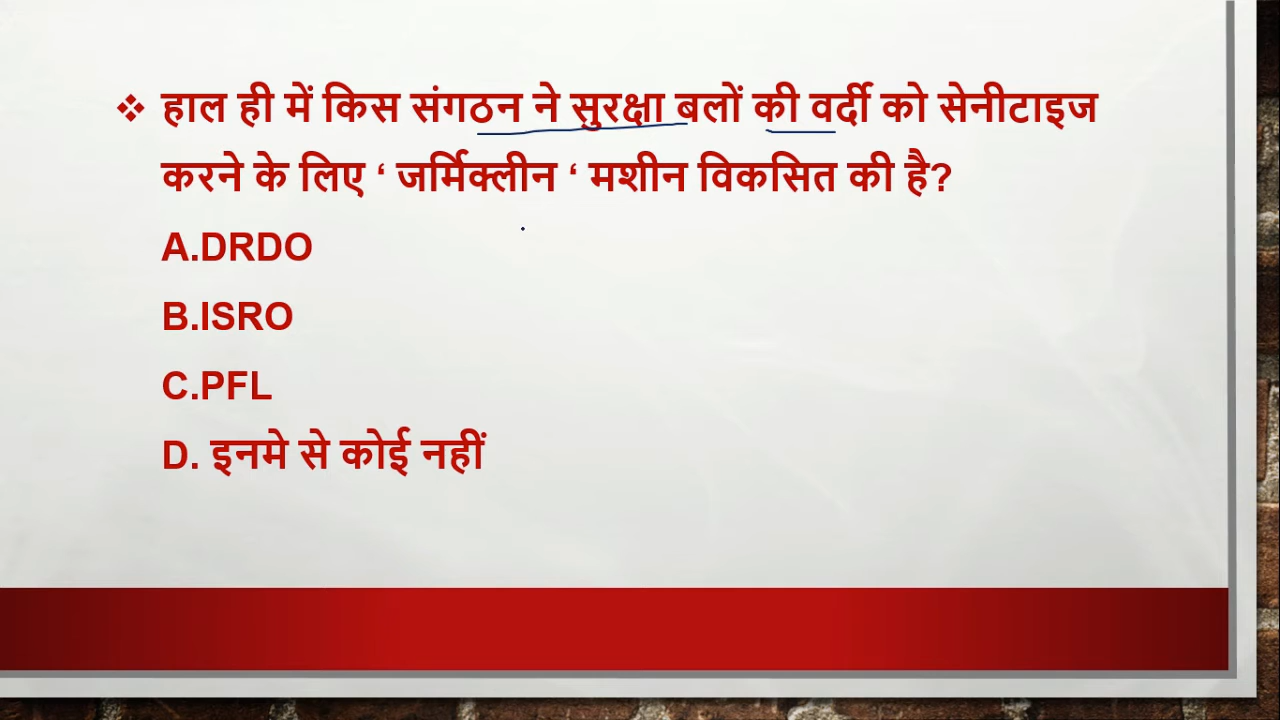 ❖ हाल ही में किस संगठन ने सुरक्षा बलों की वर्दी को सेनीटाइज
करने के लिए ‘ जर्मिक्लीन ‘ मशीन विकसित की है?
A.DRDO
B.ISRO
C.PFL
D. इनमे से कोई नहीं